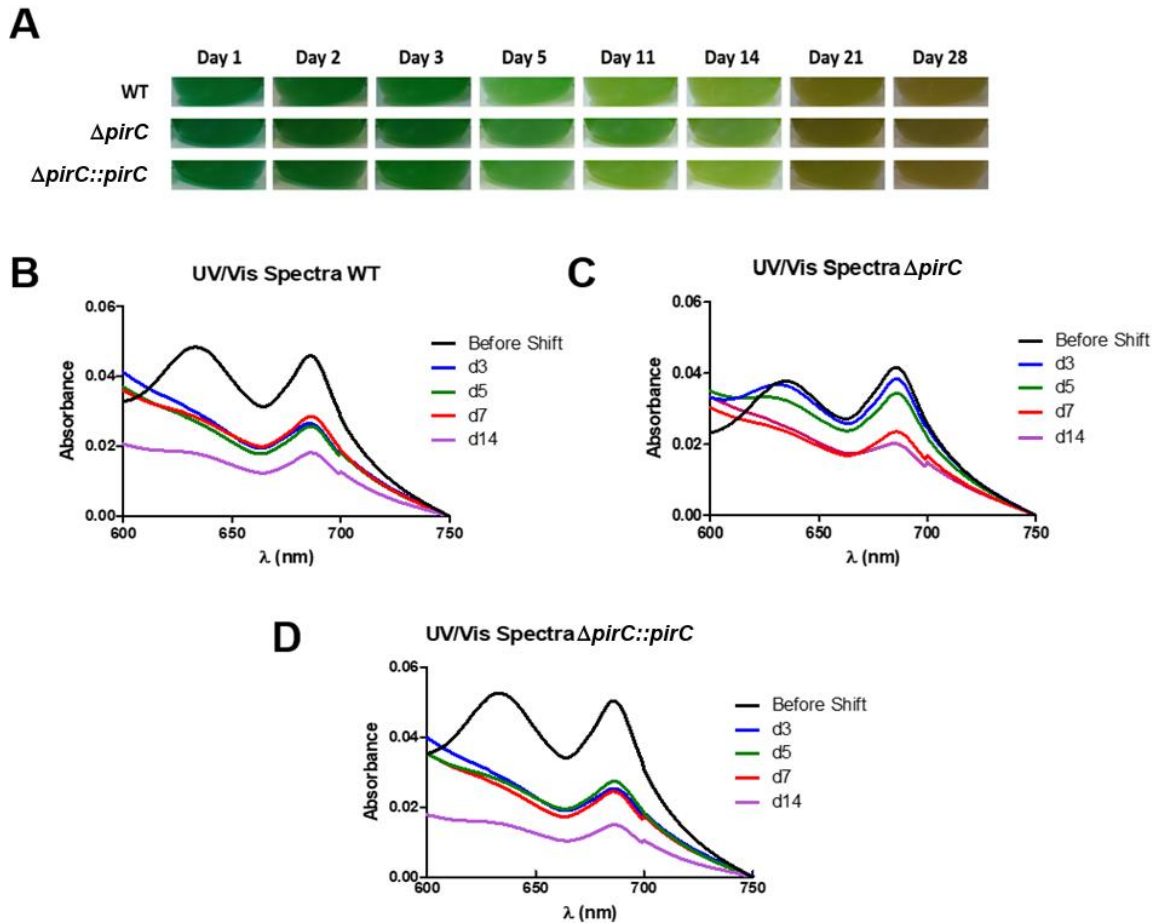 A
Day 1 Day 2 Day 3 Day 5 Day 11 Day 14 Day 21 Day 28
WT
ΔpirC
ΔpirC::pirC
B
UV/Vis Spectra WT
0.06
0.04
0.02
0.00
Absorbance
600 650 700 750
λ (nm)
Before Shift
d3
d5
d7
d14
C
UV/Vis Spectra ΔpirC
0.06
0.04
0.02
0.00
Absorbance
600 650 700 750
λ (nm)
Before Shift
d3
d5
d7
d14
D
UV/Vis Spectra ΔpirC::pirC
0.06
0.04
0.02
0.00
Absorbance
600 650 700 750
λ (nm)
Before Shift
d3
d5
d7
d14